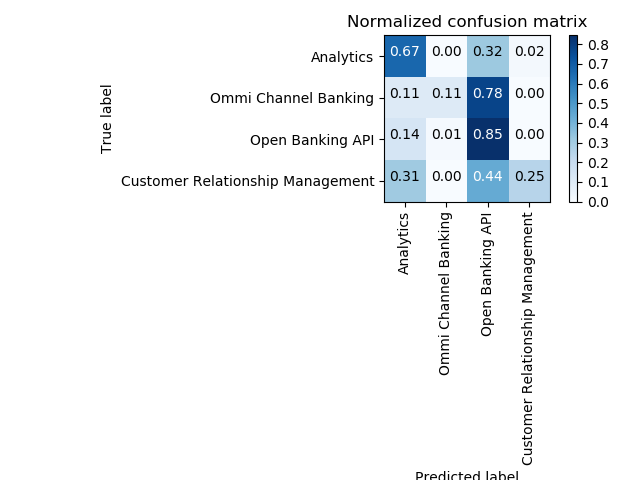 Normalized confusion matrix
True label
Analytics 0.67 0.00 0.32 0.02
Ommi Channel Banking 0.11 0.11 0.78 0.00
Open Banking API 0.14 0.01 0.85 0.00
Customer Relationship Management 0.31 0.00 0.44 0.25
Analytics
Ommi Channel Banking
Open Banking API
Customer Relationship Management
Predicted label
0.8
0.7
0.6
0.5
0.4
0.3
0.2
0.1
0.0